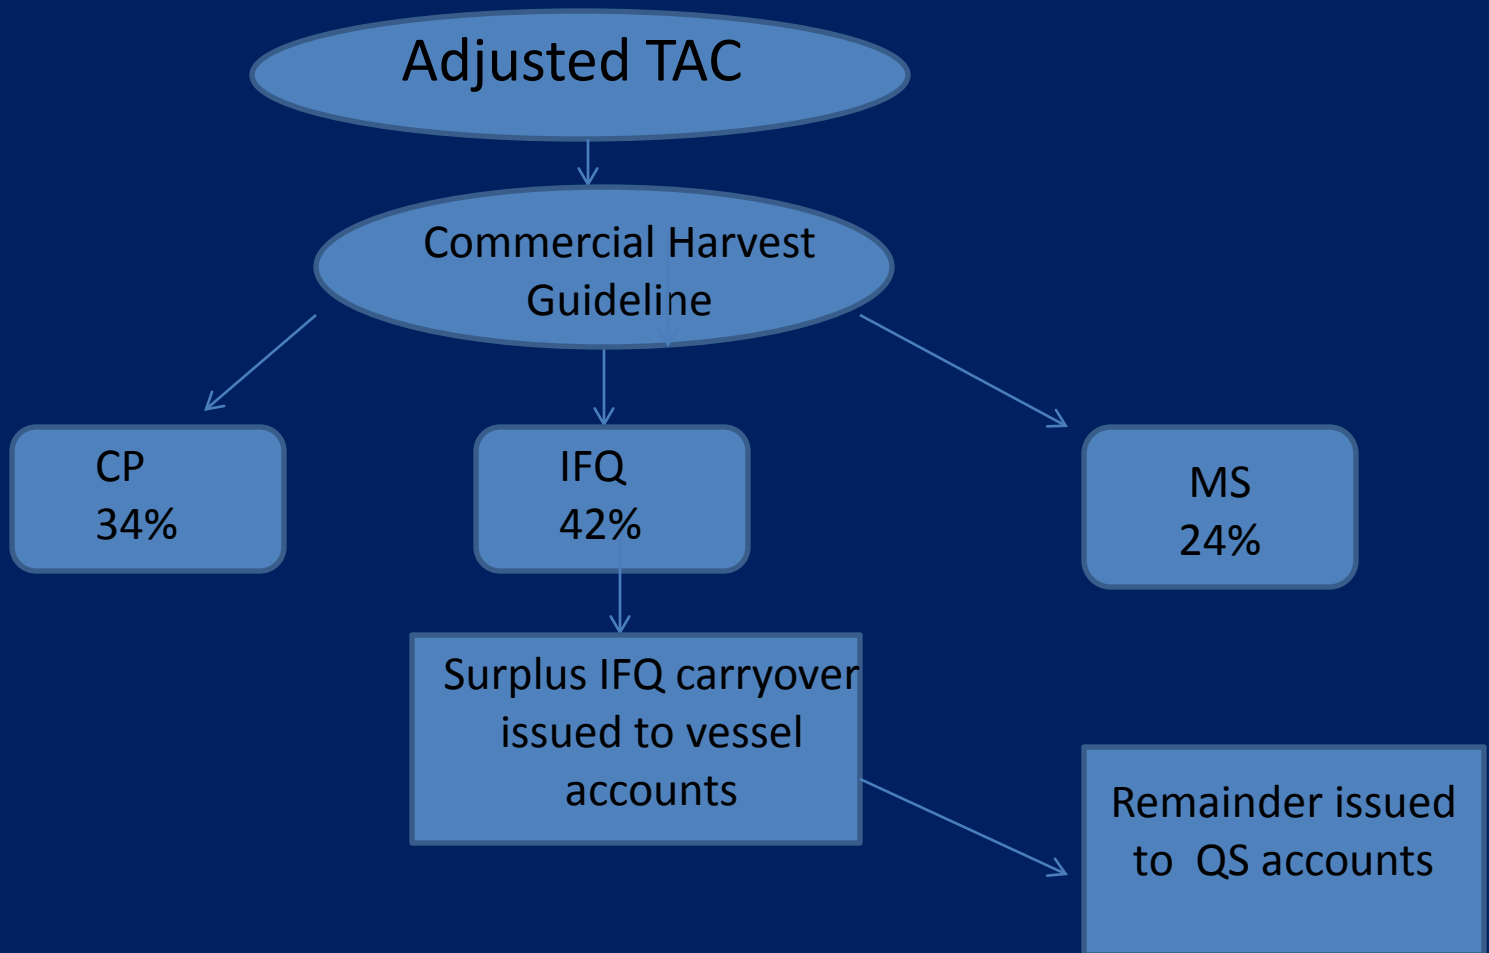 Adjusted TAC
Commercial Harvest
Guideline
CP
34%
IFQ
42%
MS
24%
Surplus IFQ carryover
issued to vessel
accounts
Remainder issued
to  QS accounts